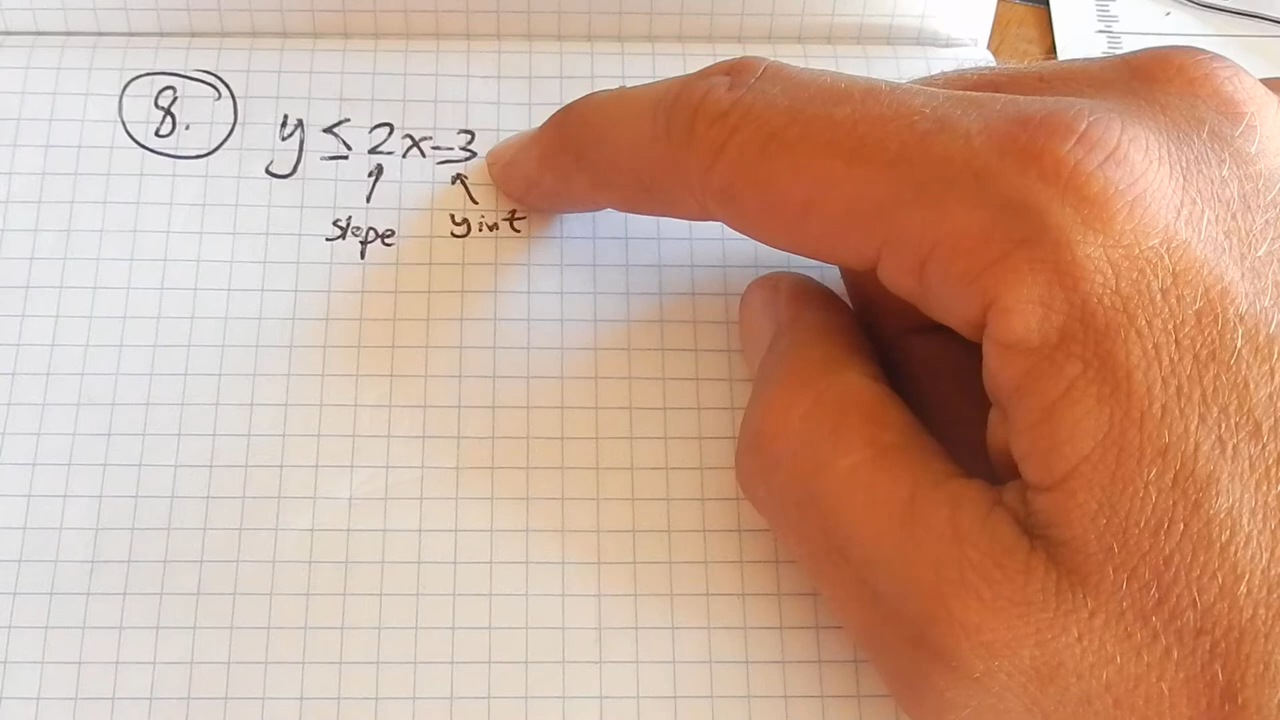 8. y ≤ 2x-3
slope y int